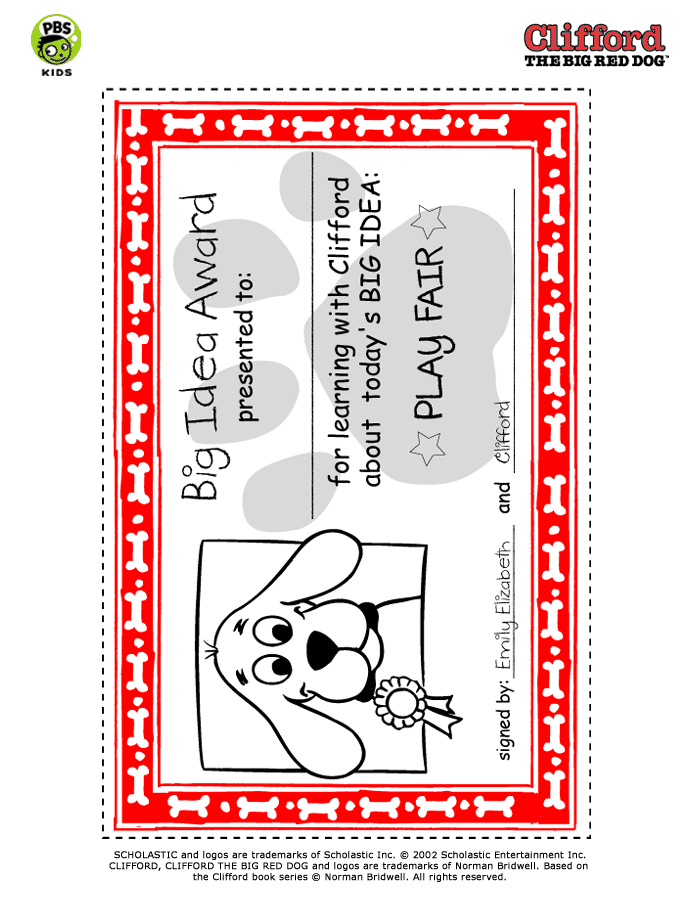 PBS
KIDS
Clifford
THE BIG RED DOG™
Big Idea Award
presented to:
for learning with Clifford
about today's BIG IDEA:
PLAY FAIR
signed by: Emily Elizabeth and Clifford
SCHOLASTIC and logos are trademarks of Scholastic Inc. © 2002 Scholastic Entertainment Inc.
CLIFFORD, CLIFFORD THE BIG RED DOG and logos are trademarks of Norman Bridwell. Based on
the Clifford book series © Norman Bridwell. All rights reserved.